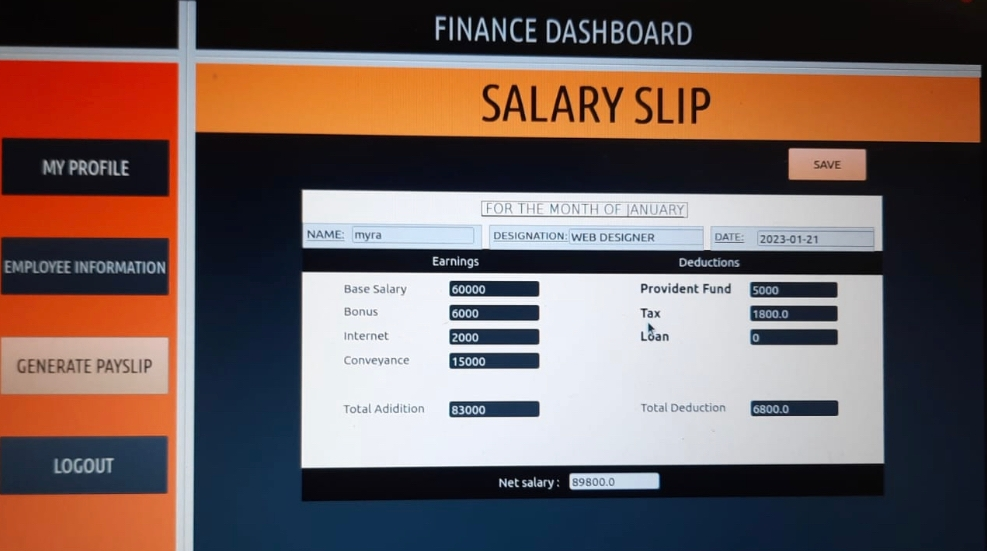 FINANCE DASHBOARD
SALARY SLIP
MY PROFILE
EMPLOYEE INFORMATION
GENERATE PAYSLIP
LOGOUT
SAVE
FOR THE MONTH OF JANUARY
NAME: myra DESIGNATION: WEB DESIGNER DATE: 2023-01-21
Earnings Deductions
Base Salary 60000 Provident Fund 5000
Bonus 6000 Tax 1800.0
Internet 2000 Loan 0
Conveyance 15000
Total Adidition 83000 Total Deduction 6800.0
Net salary : 89800.0